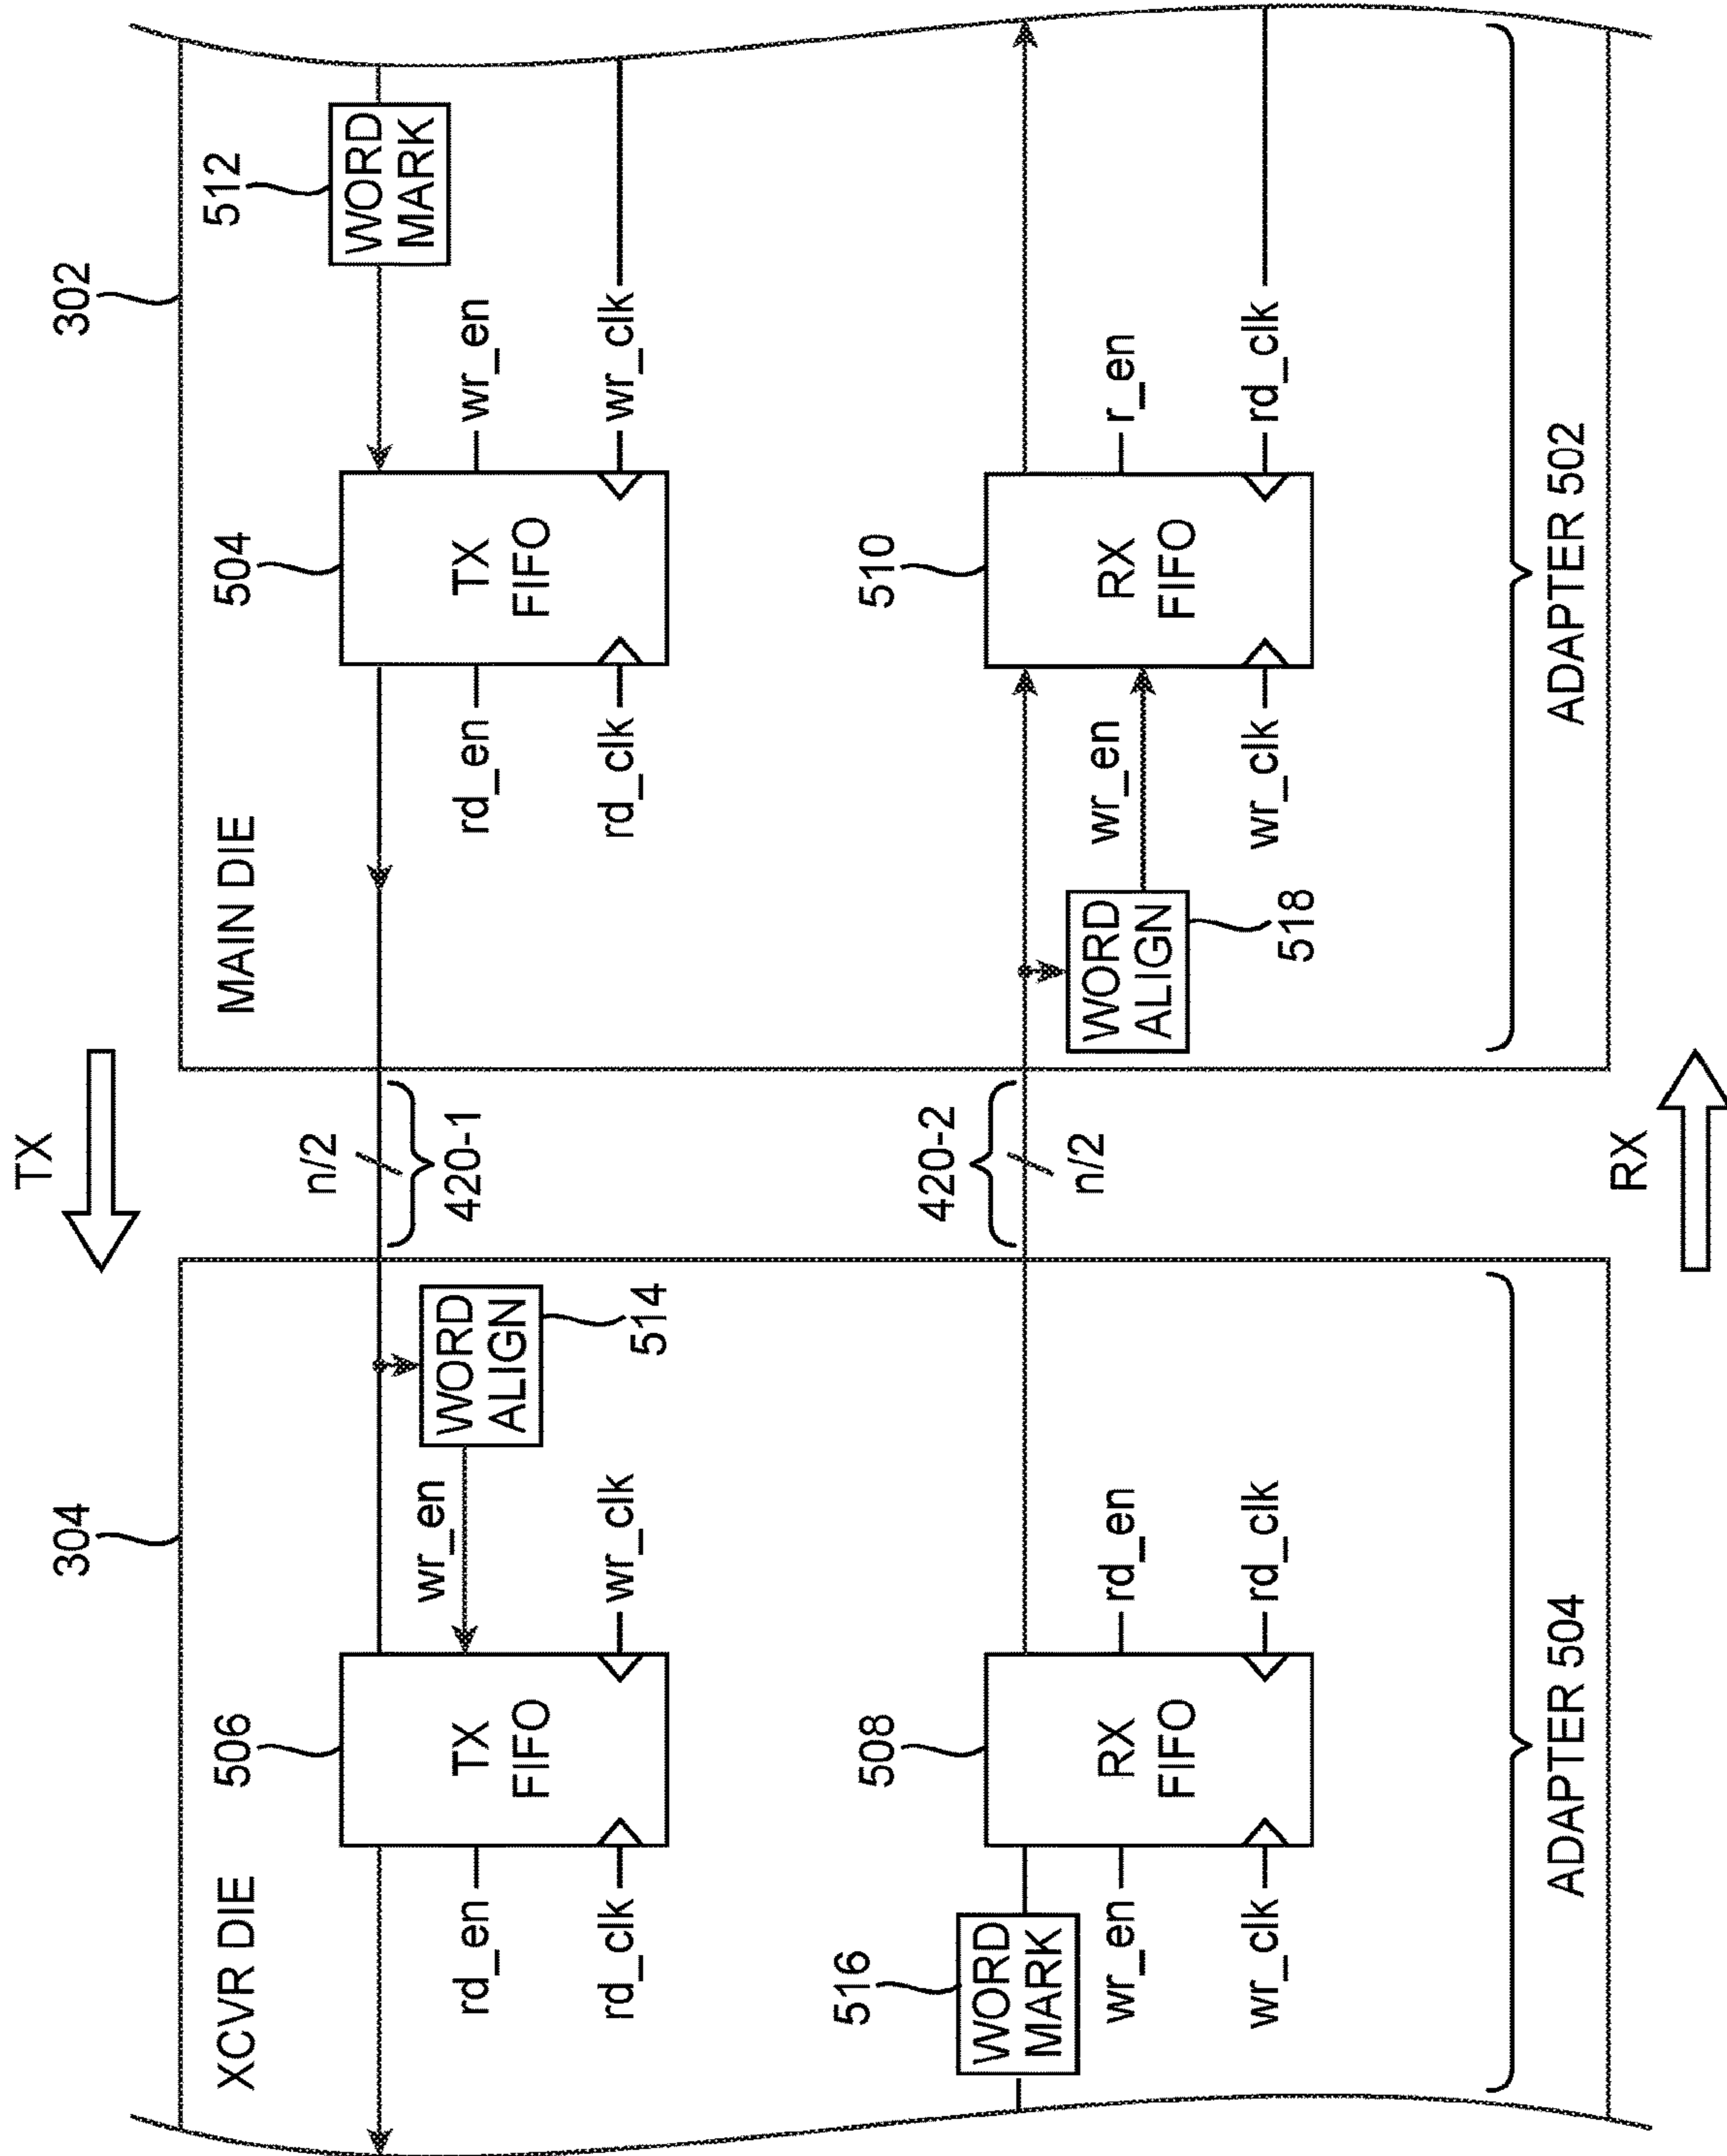 TX
304
302
XCVR DIE
MAIN DIE
506
TX
FIFO
rd_en
rd_clk
wr_en
wr_clk
WORD
ALIGN
514
n/2
420-1
504
TX
FIFO
rd_en
rd_clk
wr_en
wr_clk
512
WORD
MARK
516
WORD
MARK
wr_en
wr_clk
508
RX
FIFO
rd_en
rd_clk
420-2
n/2
WORD
ALIGN
518
wr_en
wr_clk
510
RX
FIFO
r_en
rd_clk
ADAPTER 504
ADAPTER 502
RX